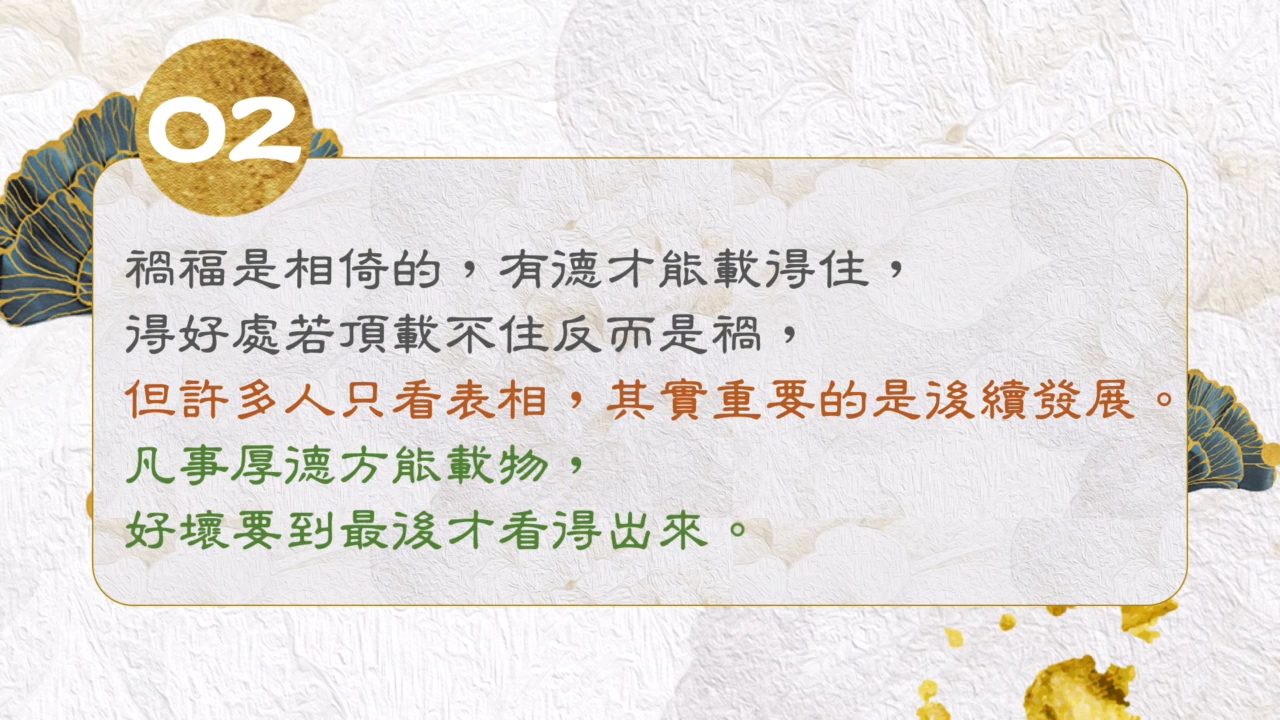 02
禍福是相倚的，有德才能載得住，
得好處若頂載不住反而是禍，
但許多人只看表相，其實重要的是後續發展。
凡事厚德方能載物，
好壞要到最後才看得出來。